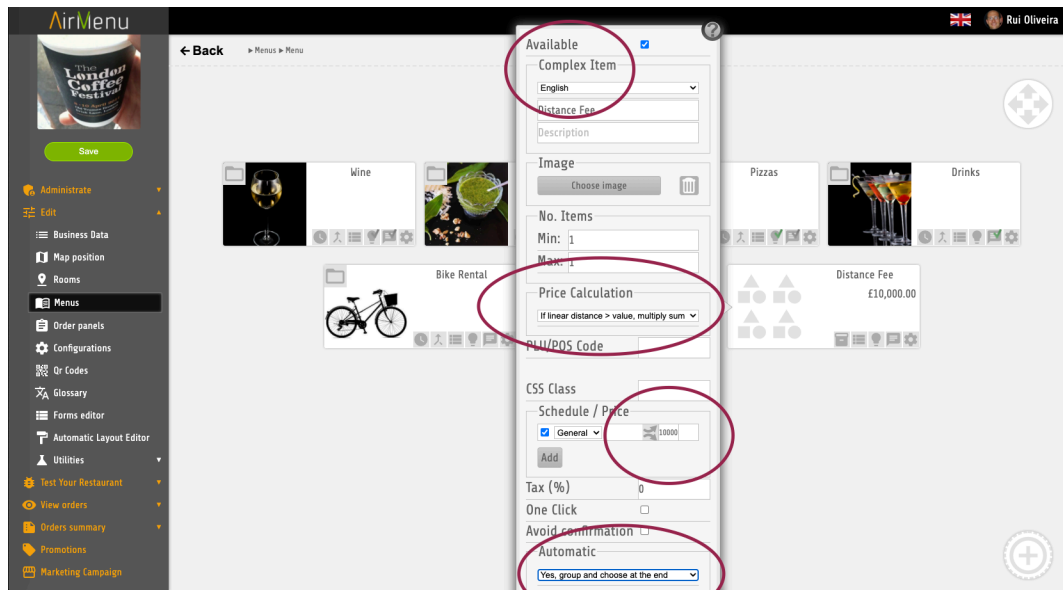 AirMenu
Rui Oliveira
The
London
Coffee
Festival
Save
Administrate
Edit
Business Data
Map position
Rooms
Menus
Order panels
Configurations
Qr Codes
Glossary
Forms editor
Automatic Layout Editor
Utilities
Test Your Restaurant
View orders
Orders summary
Promotions
Marketing Campaign
Back
Menus ▸ Menu
Wine
Pizzas
Drinks
Bike Rental
Distance Fee
£10,000.00
?
Available
Complex Item
English
Distance Fee
Description
Image
Choose image
No. Items
Min: 1
Max: 1
Price Calculation
If linear distance > value, multiply sum
PLU/POS Code
CSS Class
Schedule / Price
General
10000
Add
Tax (%) 0
One Click
Avoid confirmation
Automatic
Yes, group and choose at the end